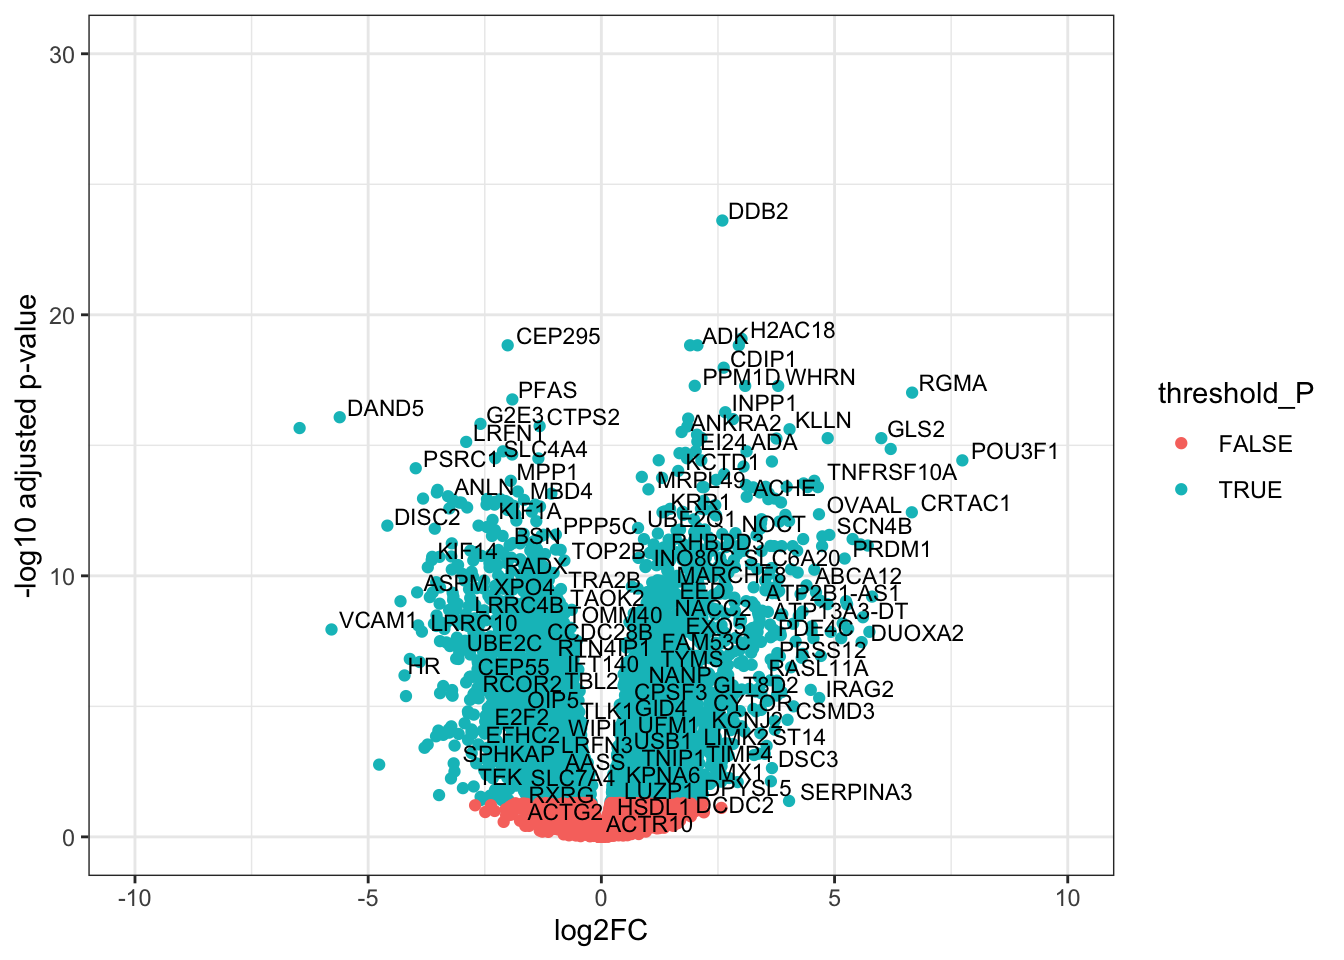 30
20
10
0
-log10 adjusted p-value
DDB2
CEP295
ADK
H2AC18
CDIP1
PPM1D
WHRN
RGMA
PFAS
DAND5
INPP1
G2E3
CTPS2
ANKRA2
KLLN
GLS2
LRFN1
EI24
ADA
SLC4A4
POU3F1
PSRC1
KCTD1
MPP1
TNFRSF10A
MRPL49
ANLN
MBD4
ACHE
KRR1
OVAAL
CRTAC1
KIF1A
DISC2
PPP5C
UBE2Q1
NOCT
SCN4B
BSN
RHBDD3
PRDM1
KIF14
TOP2B
INO80C
SLC6A20
RADX
MARCHF8
ABCA12
ASPM
XPO4
TRA2B
EED
ATP2B1-AS1
LRRC4B
TAOK2
NACC2
ATP13A3-DT
VCAM1
LRRC10
TOMM40
EXO5
PDE4C
DUOXA2
CCDC28B
UBE2C
RTN4IP1
FAM53C
PRSS12
TYMS
HR
CEP55
IFT140
RASL11A
NANP
RCOR2
TBL2
GLT8D2
IRAG2
CPSF3
OIP5
CYTOR
TLK1
GID4
CSMD3
E2F2
WIPI1
UFM1
KCNJ2
EFHC2
LRFN3
USB1
LIMK2
ST14
SPHKAP
AASS
TNIP1
TIMP4
DSC3
TEK
SLC7A4
KPNA6
MX1
RXRG
LUZP1
DPYSL5
SERPINA3
ACTG2
HSDL1
DCDC2
ACTR10
-10
-5
0
5
10
log2FC
threshold_P
FALSE
TRUE